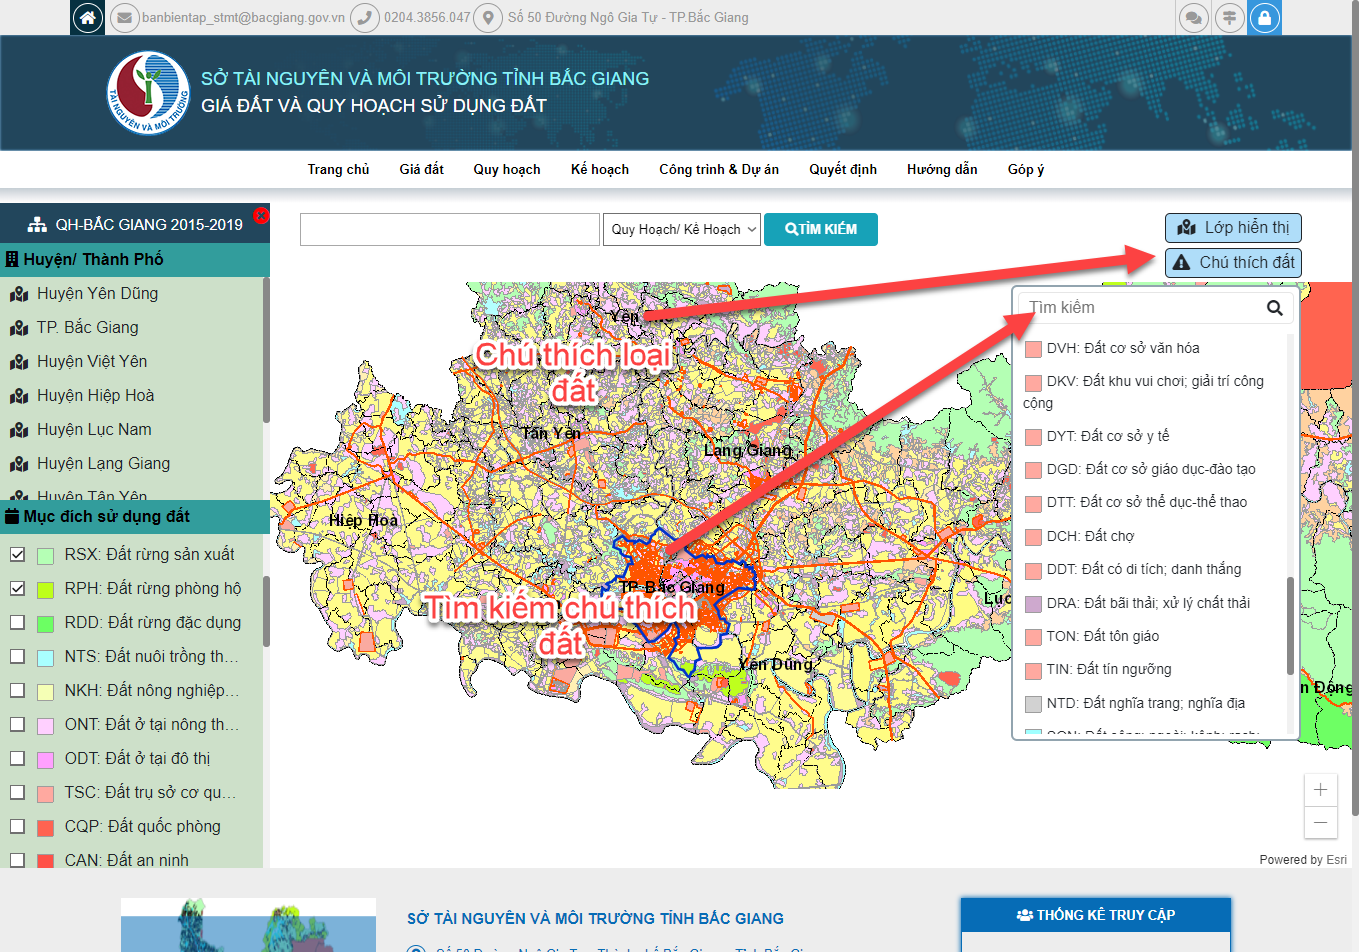 banbientap_stmt@bacgiang.gov.vn
0204.3856.047
Số 50 Đường Ngô Gia Tự - TP.Bắc Giang
TÀI NGUYÊN VÀ MÔI TRƯỜNG
SỞ TÀI NGUYÊN VÀ MÔI TRƯỜNG TỈNH BẮC GIANG
GIÁ ĐẤT VÀ QUY HOẠCH SỬ DỤNG ĐẤT
Trang chủ
Giá đất
Quy hoạch
Kế hoạch
Công trình & Dự án
Quyết định
Hướng dẫn
Góp ý
QH-BẮC GIANG 2015-2019
Huyện/ Thành Phố
Huyện Yên Dũng
TP. Bắc Giang
Huyện Việt Yên
Huyện Hiệp Hoà
Huyện Lục Nam
Huyện Lạng Giang
Huyện Tân Yên
Mục đích sử dụng đất
RSX: Đất rừng sản xuất
RPH: Đất rừng phòng hộ
RDD: Đất rừng đặc dụng
NTS: Đất nuôi trồng th...
NKH: Đất nông nghiệp...
ONT: Đất ở tại nông th...
ODT: Đất ở tại đô thị
TSC: Đất trụ sở cơ qu...
CQP: Đất quốc phòng
CAN: Đất an ninh
Quy Hoạch/ Kế Hoạch
TÌM KIẾM
Lớp hiển thị
Chú thích đất
Yên
Chú thích loại
đất
Tân Yên
Lạng Giang
Hiệp Hòa
TP. Bắc Giang
Tìm kiếm chú thích
đất
Yên Dũng
Lục
n Động
Tìm kiếm
DVH: Đất cơ sở văn hóa
DKV: Đất khu vui chơi; giải trí công
cộng
DYT: Đất cơ sở y tế
DGD: Đất cơ sở giáo dục-đào tạo
DTT: Đất cơ sở thể dục-thể thao
DCH: Đất chợ
DDT: Đất có di tích; danh thắng
DRA: Đất bãi thải; xử lý chất thải
TON: Đất tôn giáo
TIN: Đất tín ngưỡng
NTD: Đất nghĩa trang; nghĩa địa
+
−
Powered by Esri
SỞ TÀI NGUYÊN VÀ MÔI TRƯỜNG TỈNH BẮC GIANG
THỐNG KÊ TRUY CẬP